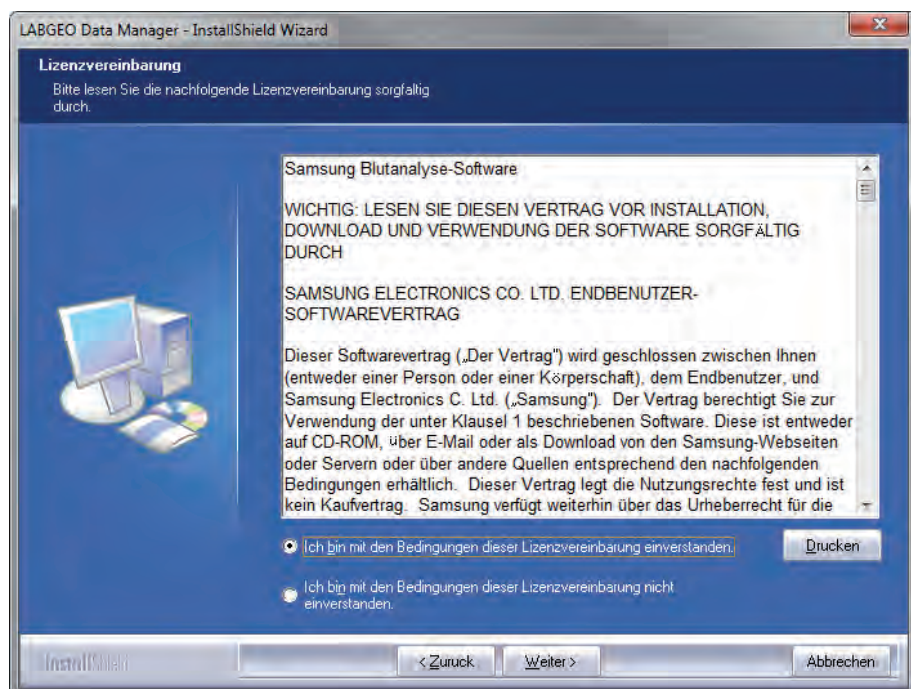 LABGEO Data Manager - InstallShield Wizard
Lizenzvereinbarung
Bitte lesen Sie die nachfolgende Lizenzvereinbarung sorgfaltig
durch.
Samsung Blutanalyse-Software
WICHTIG: LESEN SIE DIESEN VERTRAG VOR INSTALLATION,
DOWNLOAD UND VERWENDUNG DER SOFTWARE SORGFÄLTIG
DURCH
SAMSUNG ELECTRONICS CO. LTD. ENDBENUTZER-
SOFTWAREVERTRAG
Dieser Softwarevertrag („Der Vertrag") wird geschlossen zwischen Ihnen
(entweder einer Person oder einer Körperschaft), dem Endbenutzer, und
Samsung Electronics C. Ltd. („Samsung"). Der Vertrag berechtigt Sie zur
Verwendung der unter Klausel 1 beschriebenen Software. Diese ist entweder
auf CD-ROM, über E-Mail oder als Download von den Samsung-Webseiten
oder Servern oder über andere Quellen entsprechend den nachfolgenden
Bedingungen erhältlich. Dieser Vertrag legt die Nutzungsrechte fest und ist
kein Kaufvertrag. Samsung verfügt weiterhin über das Urheberrecht für die
Ich bin mit den Bedingungen dieser Lizenzvereinbarung einverstanden.
Drucken
Ich bin mit den Bedingungen dieser Lizenzvereinbarung nicht
einverstanden.
InstallShield
< Zuruck
Weiter >
Abbrechen